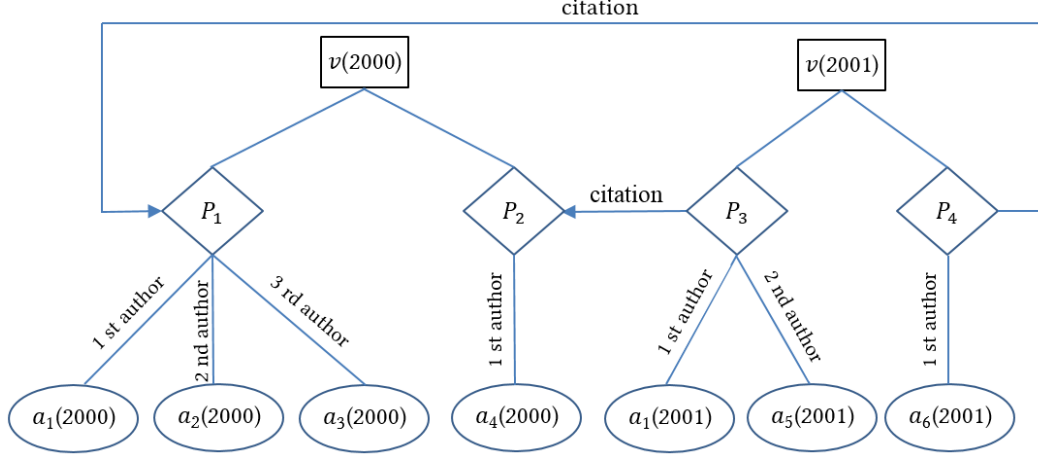 citation
v(2000)
v(2001)
P₁
P₂
citation
P₃
P₄
1 st author
2 nd author
3 rd author
1 st author
1 st author
2 nd author
1 st author
a₁(2000)
a₂(2000)
a₃(2000)
a₄(2000)
a₁(2001)
a₅(2001)
a₆(2001)